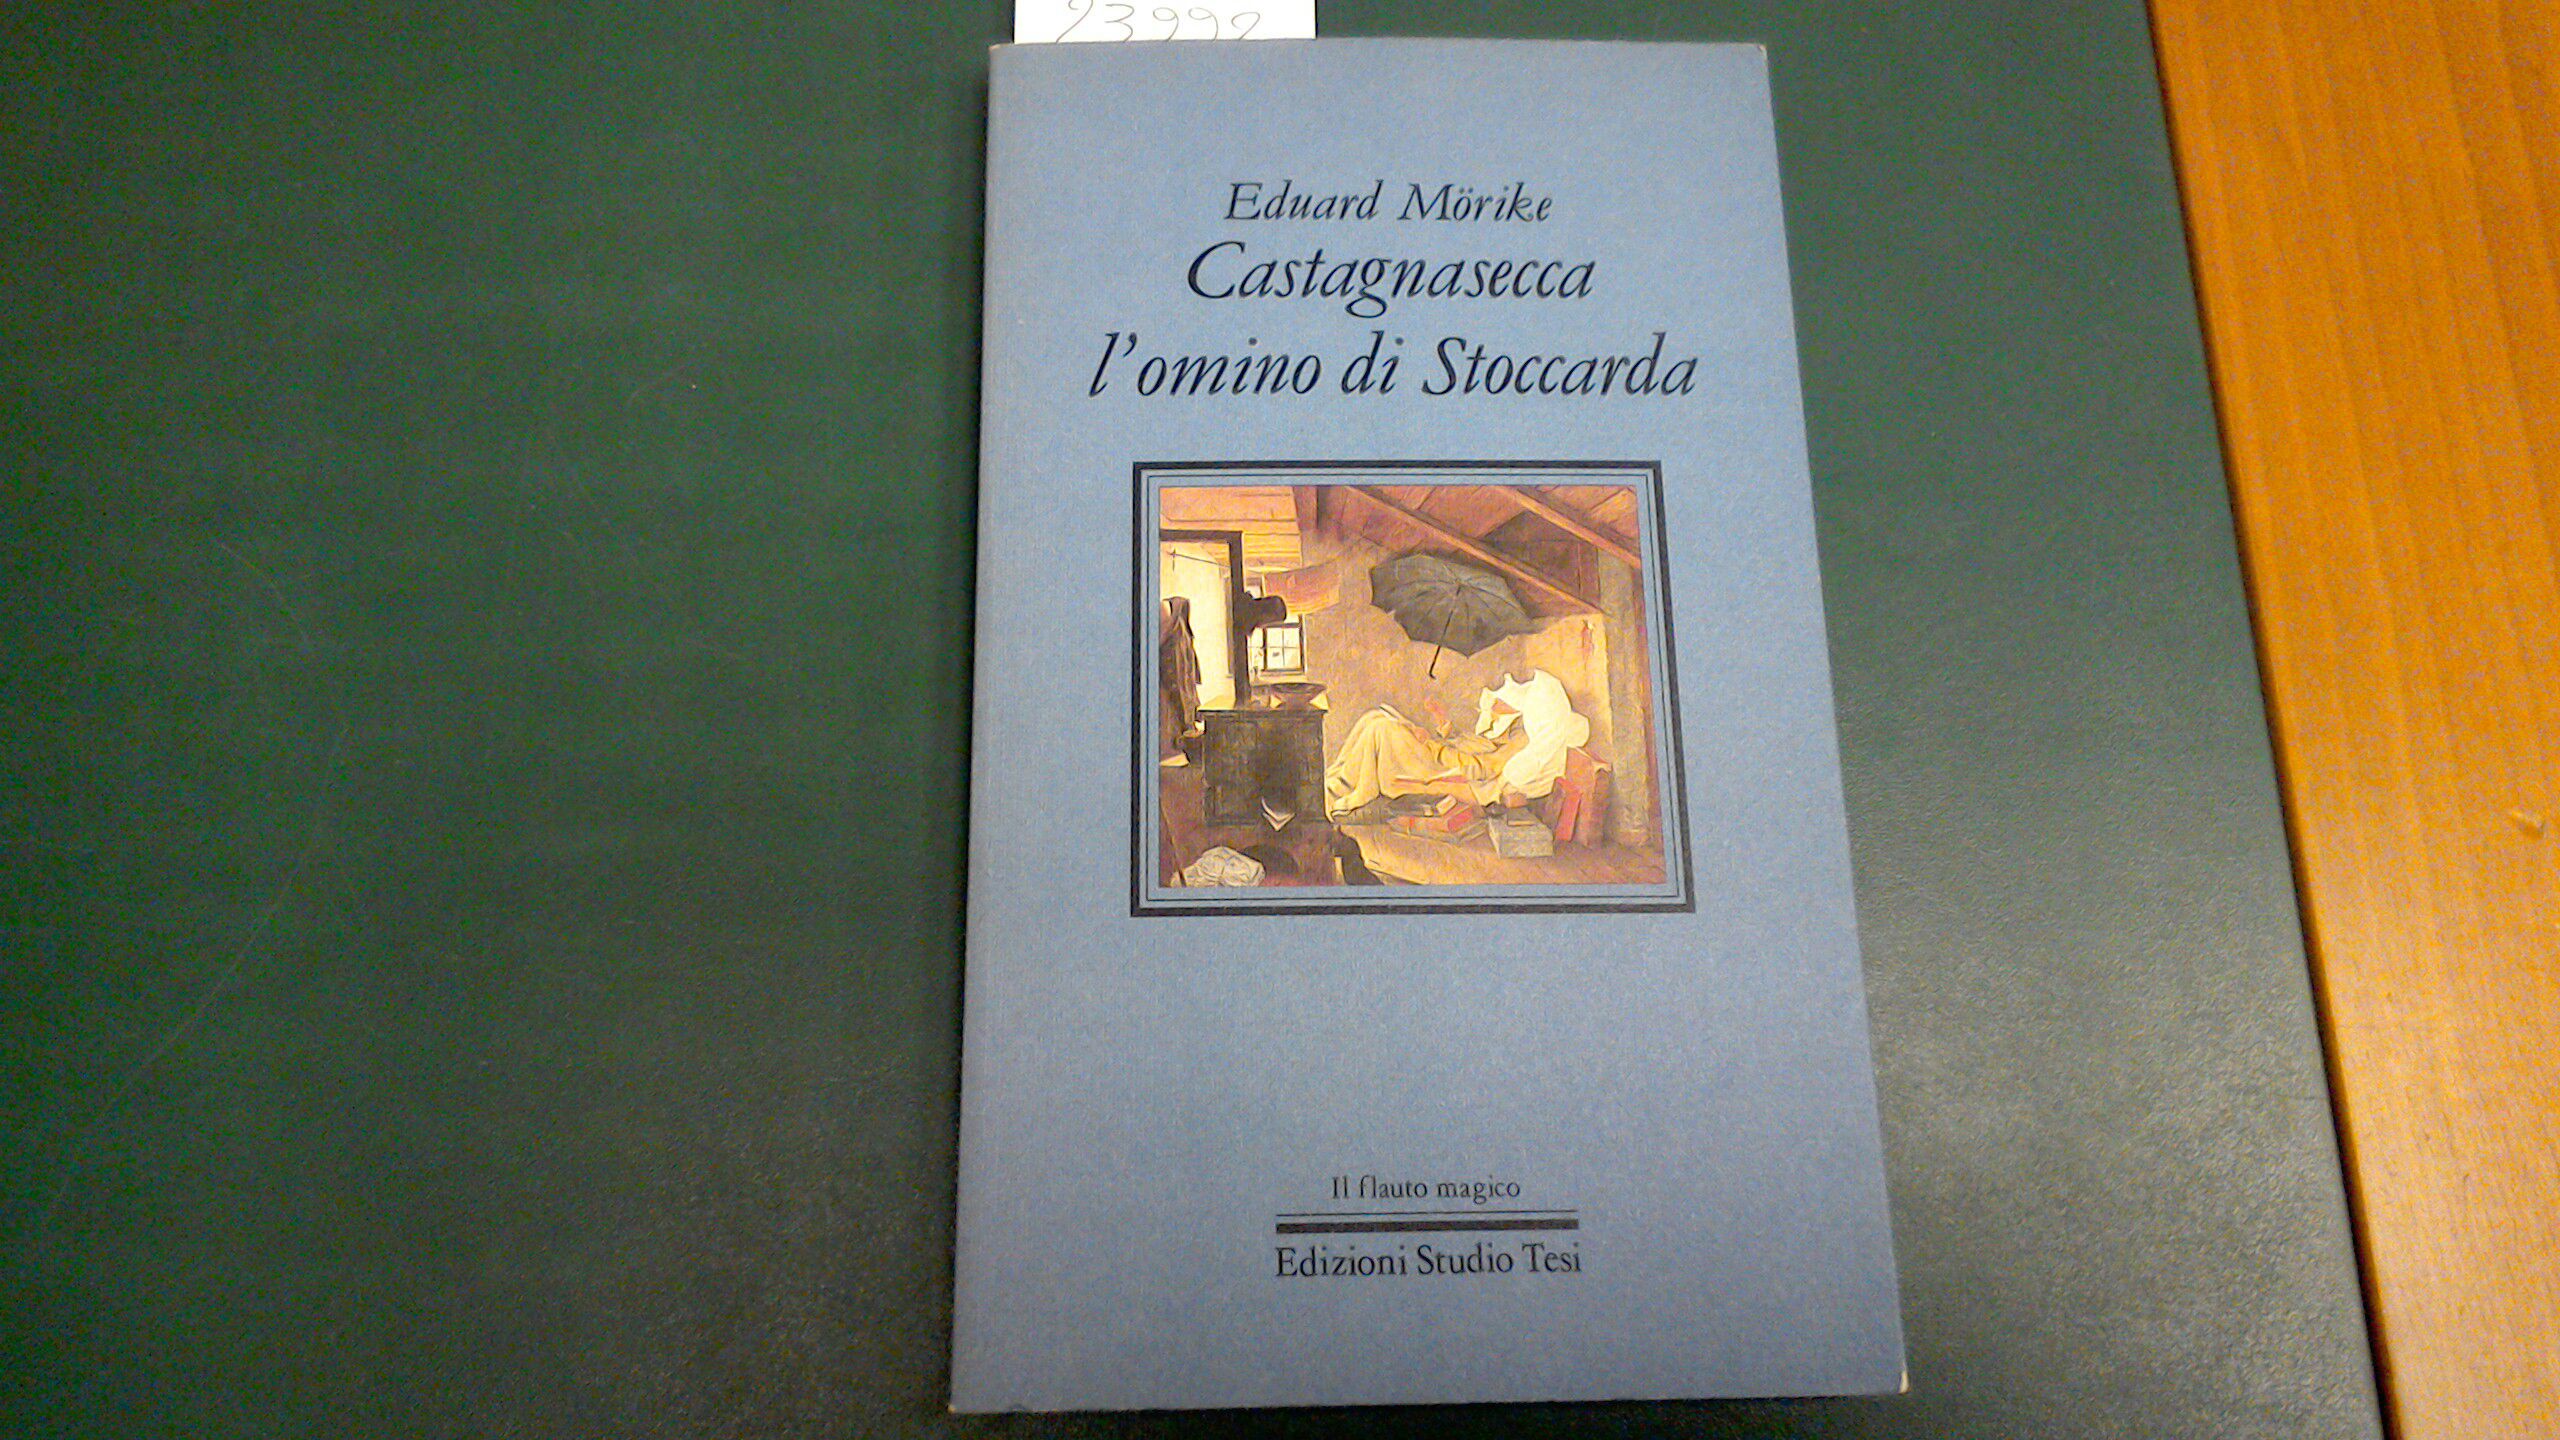 Eduard Mörike
Castagnasecca
l'omino di Stoccarda
Il flauto magico
Edizioni Studio Tesi